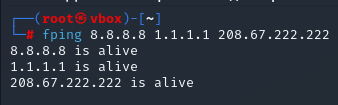 ┌──(root㉿vbox)-[~]
└─# fping 8.8.8.8 1.1.1.1 208.67.222.222
8.8.8.8 is alive
1.1.1.1 is alive
208.67.222.222 is alive